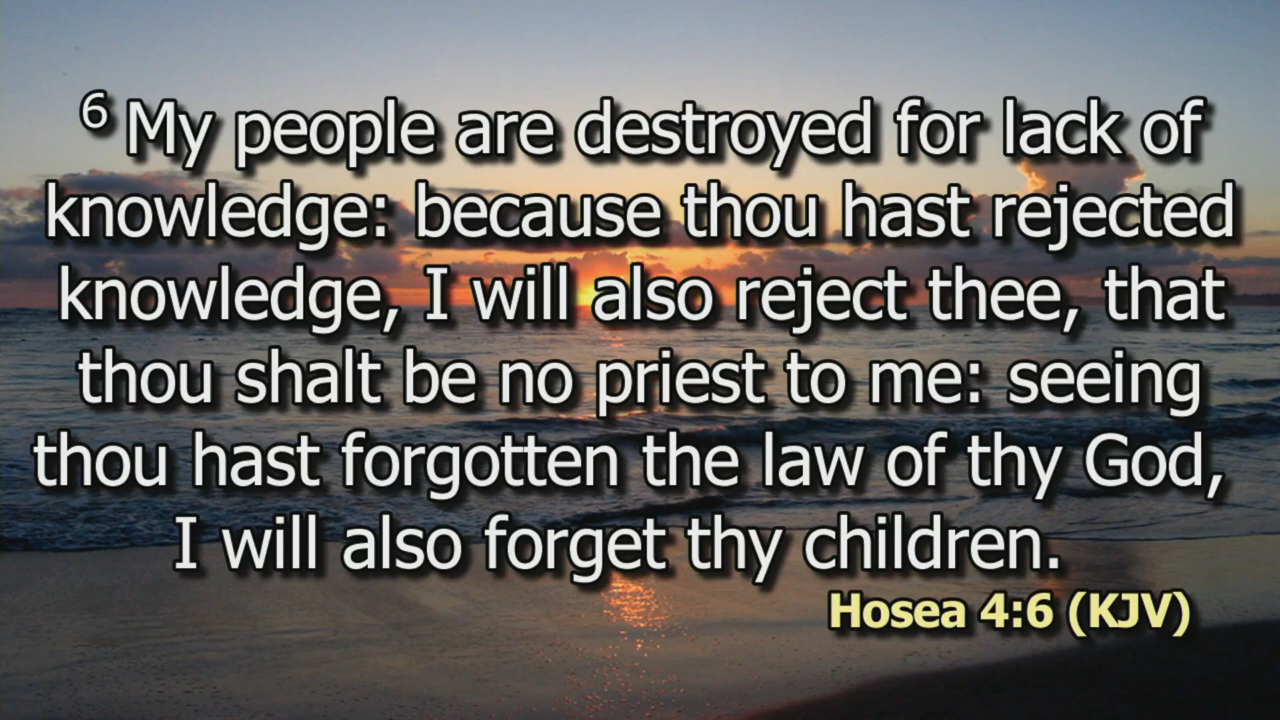 6 My people are destroyed for lack of
knowledge: because thou hast rejected
knowledge, I will also reject thee, that
thou shalt be no priest to me: seeing
thou hast forgotten the law of thy God,
I will also forget thy children.
Hosea 4:6 (KJV)